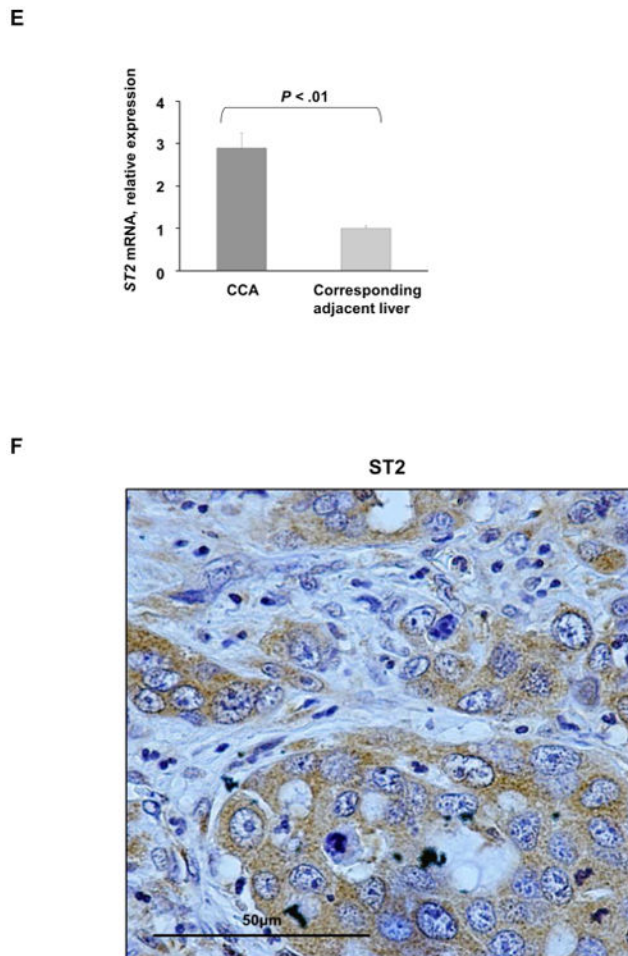 E
P < .01
4
3
2
1
0
ST2 mRNA, relative expression
CCA
Corresponding
adjacent liver
F
ST2
50µm